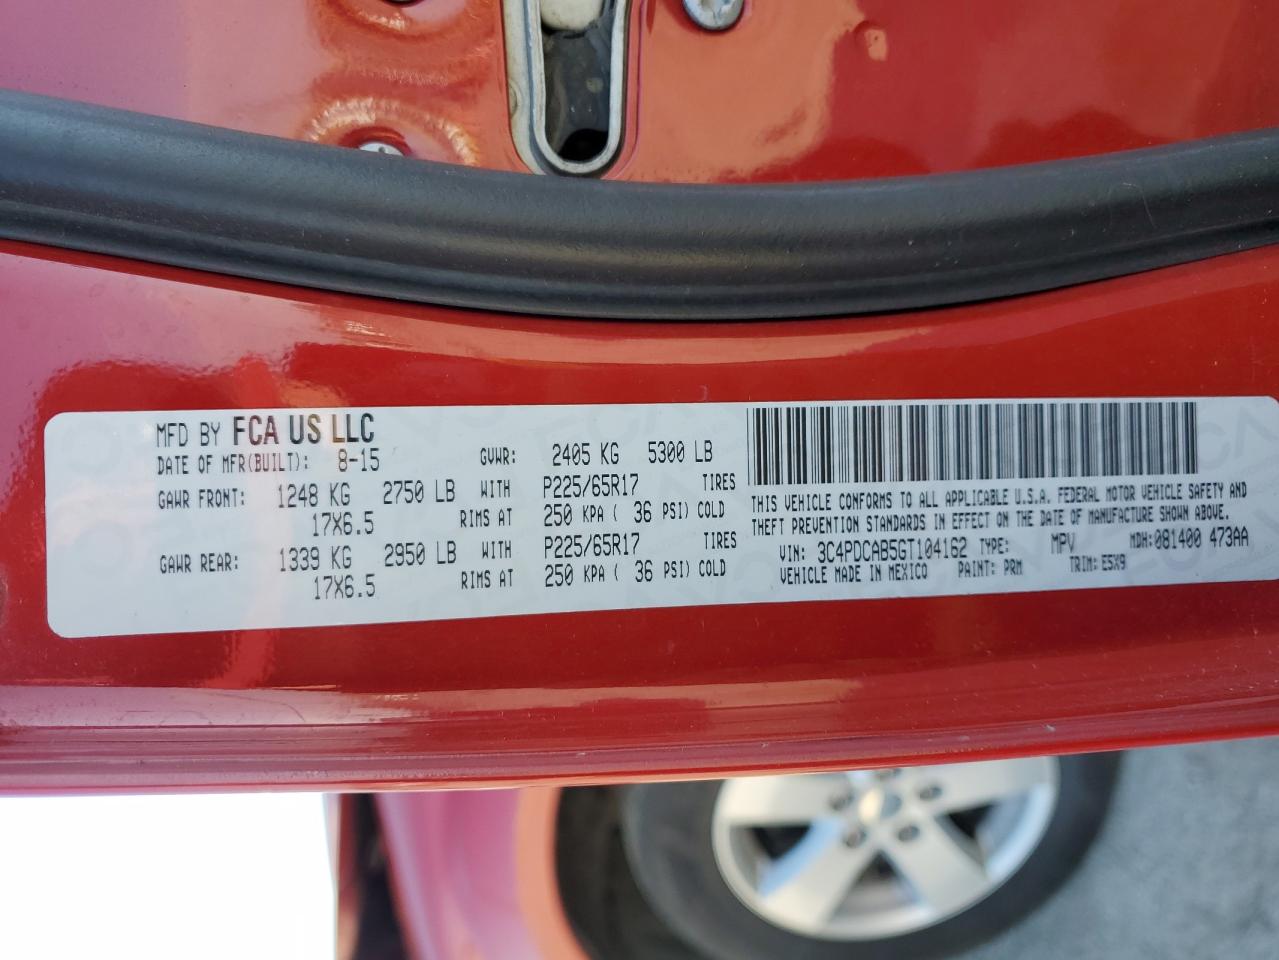 MFD BY FCA US LLC
DATE OF MFR(BUILT): 8-15 GVWR: 2405 KG 5300 LB
GAWR FRONT: 1248 KG 2750 LB WITH P225/65R17 TIRES
17X6.5 RIMS AT 250 KPA ( 36 PSI) COLD
GAWR REAR: 1339 KG 2950 LB WITH P225/65R17 TIRES
17X6.5 RIMS AT 250 KPA ( 36 PSI) COLD
THIS VEHICLE CONFORMS TO ALL APPLICABLE U.S.A. FEDERAL MOTOR VEHICLE SAFETY AND
THEFT PREVENTION STANDARDS IN EFFECT ON THE DATE OF MANUFACTURE SHOWN ABOVE.
VIN: 3C4PDCAB5GT104162 TYPE: MPV MDH: 081400 473AA
VEHICLE MADE IN MEXICO PAINT: PRM TRIM: E5X9